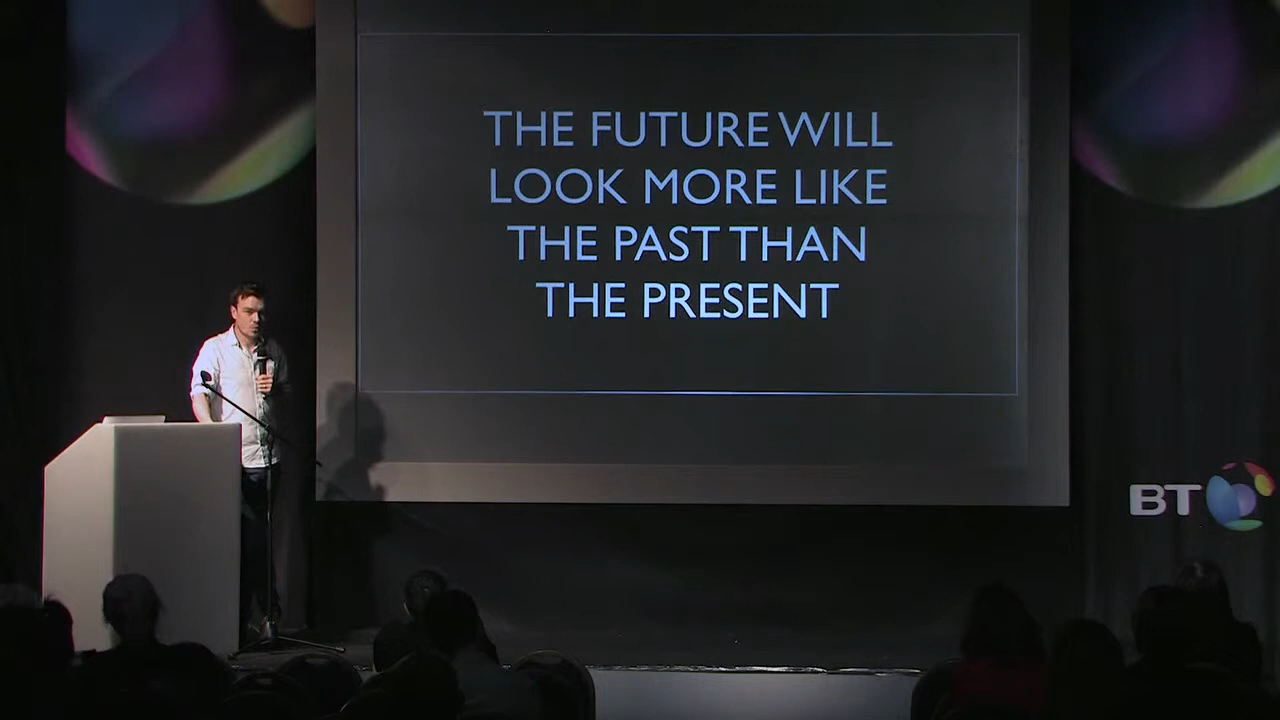 THE FUTURE WILL
LOOK MORE LIKE
THE PAST THAN
THE PRESENT
BT